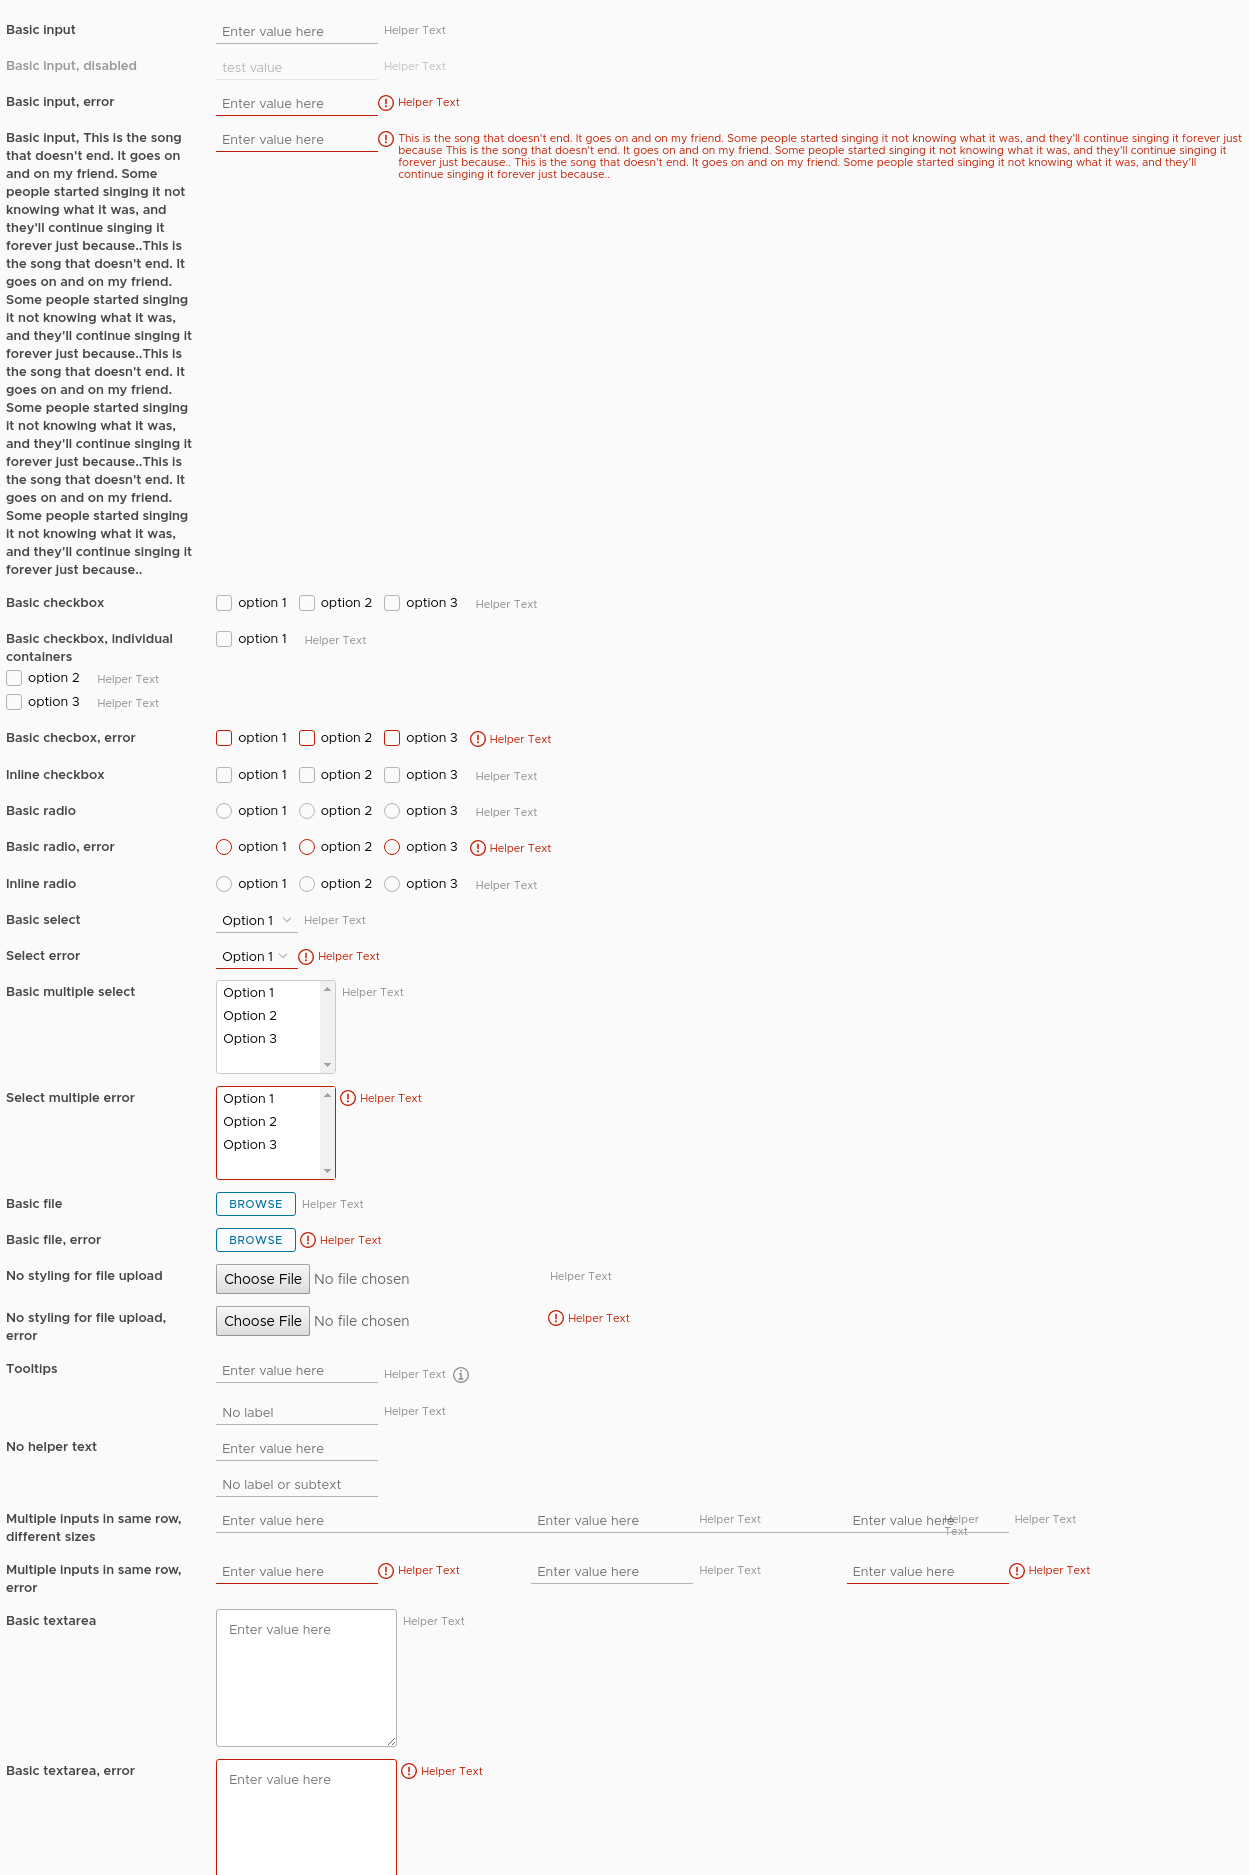 Basic input
Enter value here
Helper Text
Basic input, disabled
test value
Helper Text
Basic input, error
Enter value here
Helper Text
Basic input, This is the song
that doesn't end. It goes on
and on my friend. Some
people started singing it not
knowing what it was, and
they'll continue singing it
forever just because..This is
the song that doesn't end. It
goes on and on my friend.
Some people started singing
it not knowing what it was,
and they'll continue singing it
forever just because..This is
the song that doesn't end. It
goes on and on my friend.
Some people started singing
it not knowing what it was,
and they'll continue singing it
forever just because..This is
the song that doesn't end. It
goes on and on my friend.
Some people started singing
it not knowing what it was,
and they'll continue singing it
forever just because..
Enter value here
This is the song that doesn't end. It goes on and on my friend. Some people started singing it not knowing what it was, and they'll continue singing it forever just
because This is the song that doesn't end. It goes on and on my friend. Some people started singing it not knowing what it was, and they'll continue singing it
forever just because.. This is the song that doesn't end. It goes on and on my friend. Some people started singing it not knowing what it was, and they'll
continue singing it forever just because..
Basic checkbox
option 1 option 2 option 3 Helper Text
Basic checkbox, individual
containers
option 1 Helper Text
option 2 Helper Text
option 3 Helper Text
Basic checbox, error
option 1 option 2 option 3 Helper Text
Inline checkbox
option 1 option 2 option 3 Helper Text
Basic radio
option 1 option 2 option 3 Helper Text
Basic radio, error
option 1 option 2 option 3 Helper Text
Inline radio
option 1 option 2 option 3 Helper Text
Basic select
Option 1
Helper Text
Select error
Option 1
Helper Text
Basic multiple select
Option 1
Option 2
Option 3
Helper Text
Select multiple error
Option 1
Option 2
Option 3
Helper Text
Basic file
BROWSE
Helper Text
Basic file, error
BROWSE
Helper Text
No styling for file upload
Choose File No file chosen
Helper Text
No styling for file upload,
error
Choose File No file chosen
Helper Text
Tooltips
Enter value here
Helper Text
No label
Helper Text
No helper text
Enter value here
No label or subtext
Multiple inputs in same row,
different sizes
Enter value here
Helper
Text
Enter value here
Helper Text
Enter value here
Helper Text
Multiple inputs in same row,
error
Enter value here
Helper Text
Enter value here
Helper Text
Enter value here
Helper Text
Basic textarea
Enter value here
Helper Text
Basic textarea, error
Enter value here
Helper Text